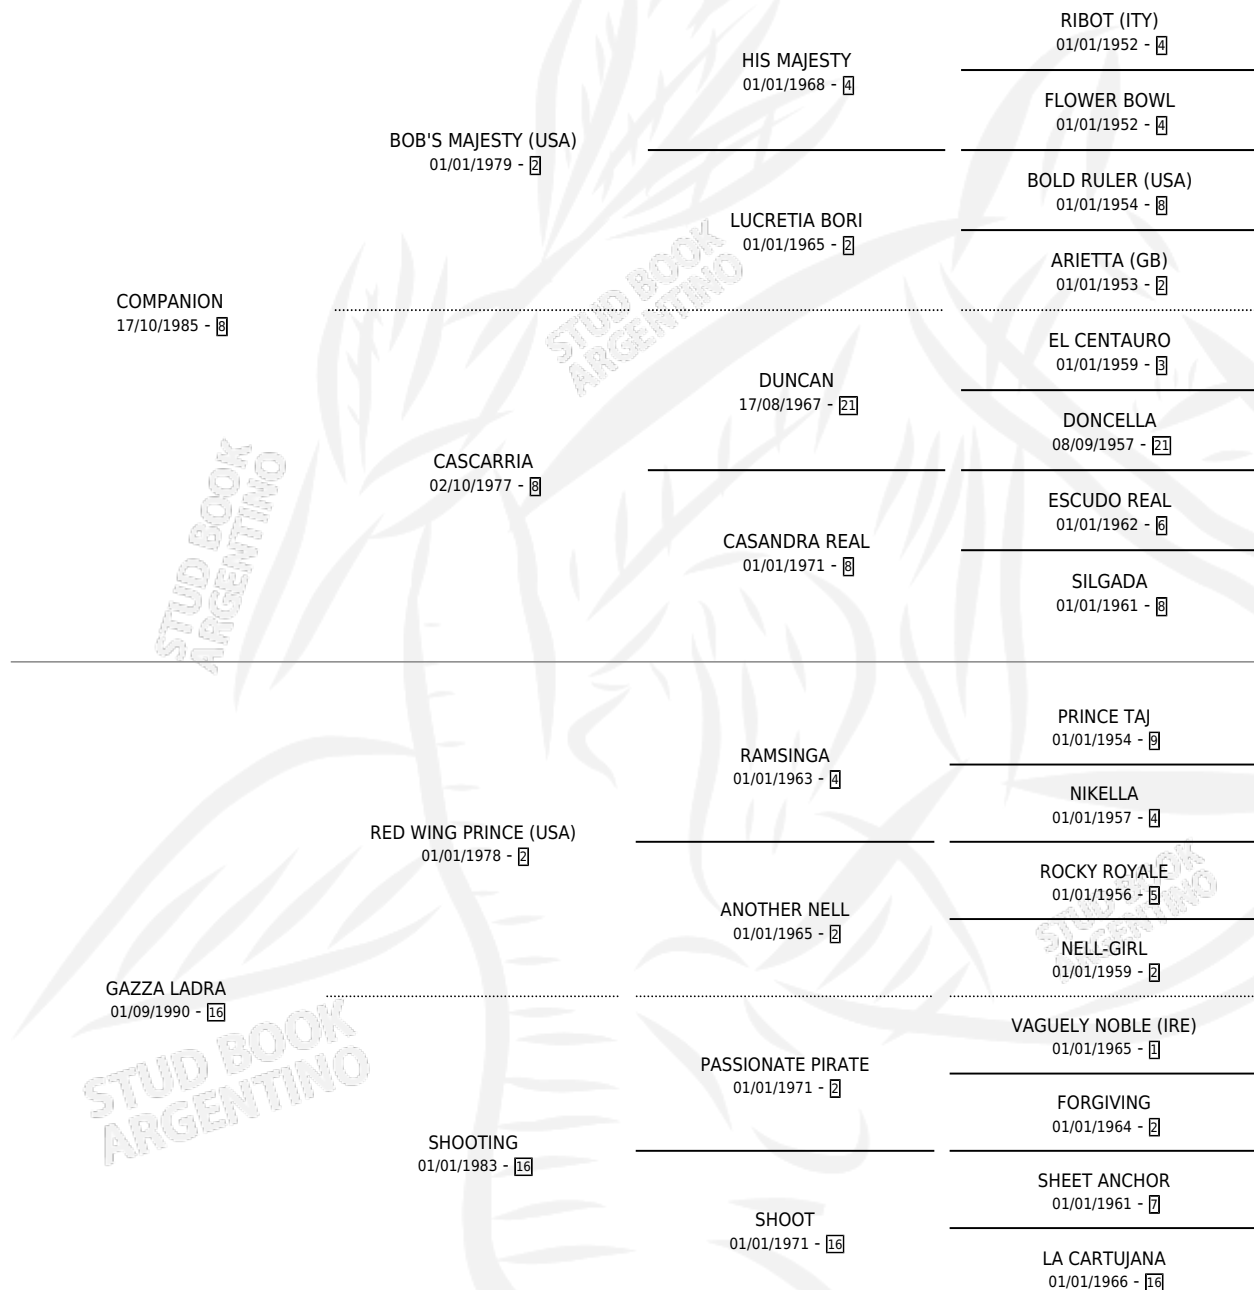 RIBOT (ITY)
01/01/1952 - 4
HIS MAJESTY
01/01/1968 - 4
FLOWER BOWL
01/01/1952 - 4
BOB'S MAJESTY (USA)
01/01/1979 - 2
BOLD RULER (USA)
01/01/1954 - 8
LUCRETIA BORI
01/01/1965 - 2
ARIETTA (GB)
01/01/1953 - 2
COMPANION
17/10/1985 - 8
EL CENTAURO
01/01/1959 - 3
DUNCAN
17/08/1967 - 21
DONCELLA
08/09/1957 - 21
CASCARRIA
02/10/1977 - 8
ESCUDO REAL
01/01/1962 - 6
CASANDRA REAL
01/01/1971 - 8
SILGADA
01/01/1961 - 8
STUD BOOK
ARGENTINO
STUD BOOK
ARGENTINO
PRINCE TAJ
01/01/1954 - 9
RAMSINGA
01/01/1963 - 4
NIKELLA
01/01/1957 - 4
RED WING PRINCE (USA)
01/01/1978 - 2
ROCKY ROYALE
01/01/1956 - 5
ANOTHER NELL
01/01/1965 - 2
NELL-GIRL
01/01/1959 - 2
GAZZA LADRA
01/09/1990 - 16
VAGUELY NOBLE (IRE)
01/01/1965 - 1
PASSIONATE PIRATE
01/01/1971 - 2
FORGIVING
01/01/1964 - 2
SHOOTING
01/01/1983 - 16
SHEET ANCHOR
01/01/1961 - 7
SHOOT
01/01/1971 - 16
LA CARTUJANA
01/01/1966 - 16
STUD BOOK
ARGENTINO
STUD BOOK
ARGENTINO